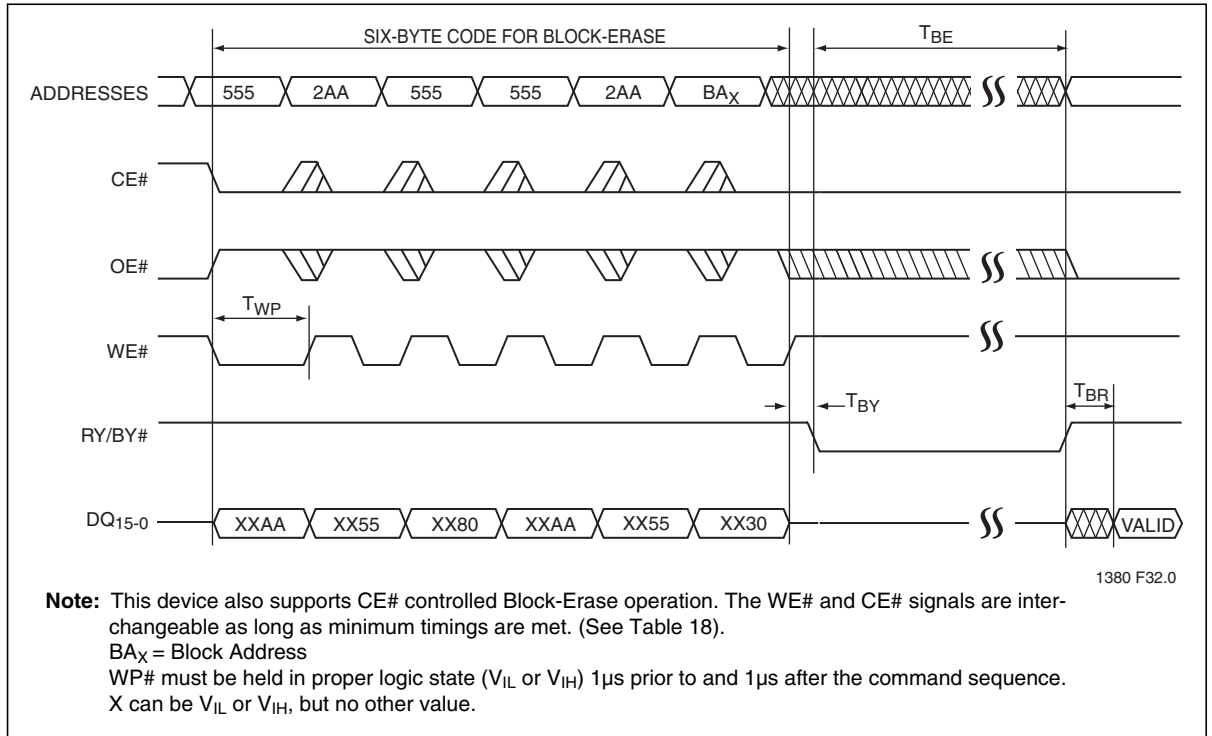 SIX-BYTE CODE FOR BLOCK-ERASE TBE
ADDRESSES 555 2AA 555 555 2AA BAX
CE#
OE#
TWP
WE#
TBY TBR
RY/BY#
DQ15-0 XXAA XX55 XX80 XXAA XX55 XX30 VALID
1380 F32.0
Note: This device also supports CE# controlled Block-Erase operation. The WE# and CE# signals are inter-
changeable as long as minimum timings are met. (See Table 18).
BAX = Block Address
WP# must be held in proper logic state (VIL or VIH) 1µs prior to and 1µs after the command sequence.
X can be VIL or VIH, but no other value.